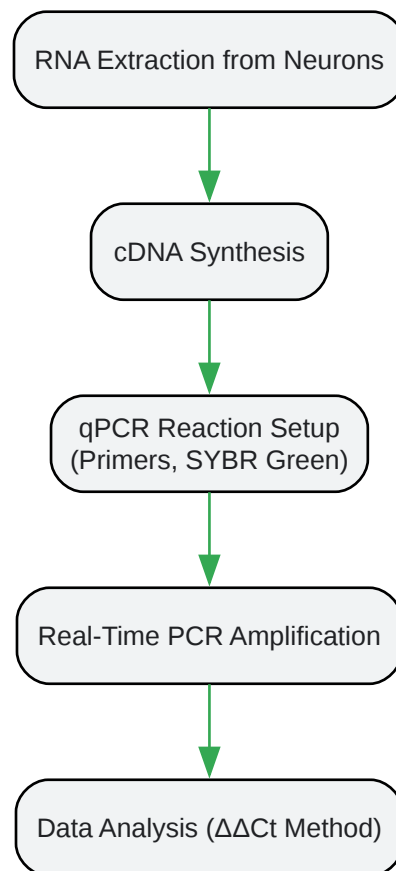 RNA Extraction from Neurons
cDNA Synthesis
qPCR Reaction Setup
(Primers, SYBR Green)
Real-Time PCR Amplification
Data Analysis (ΔΔCt Method)